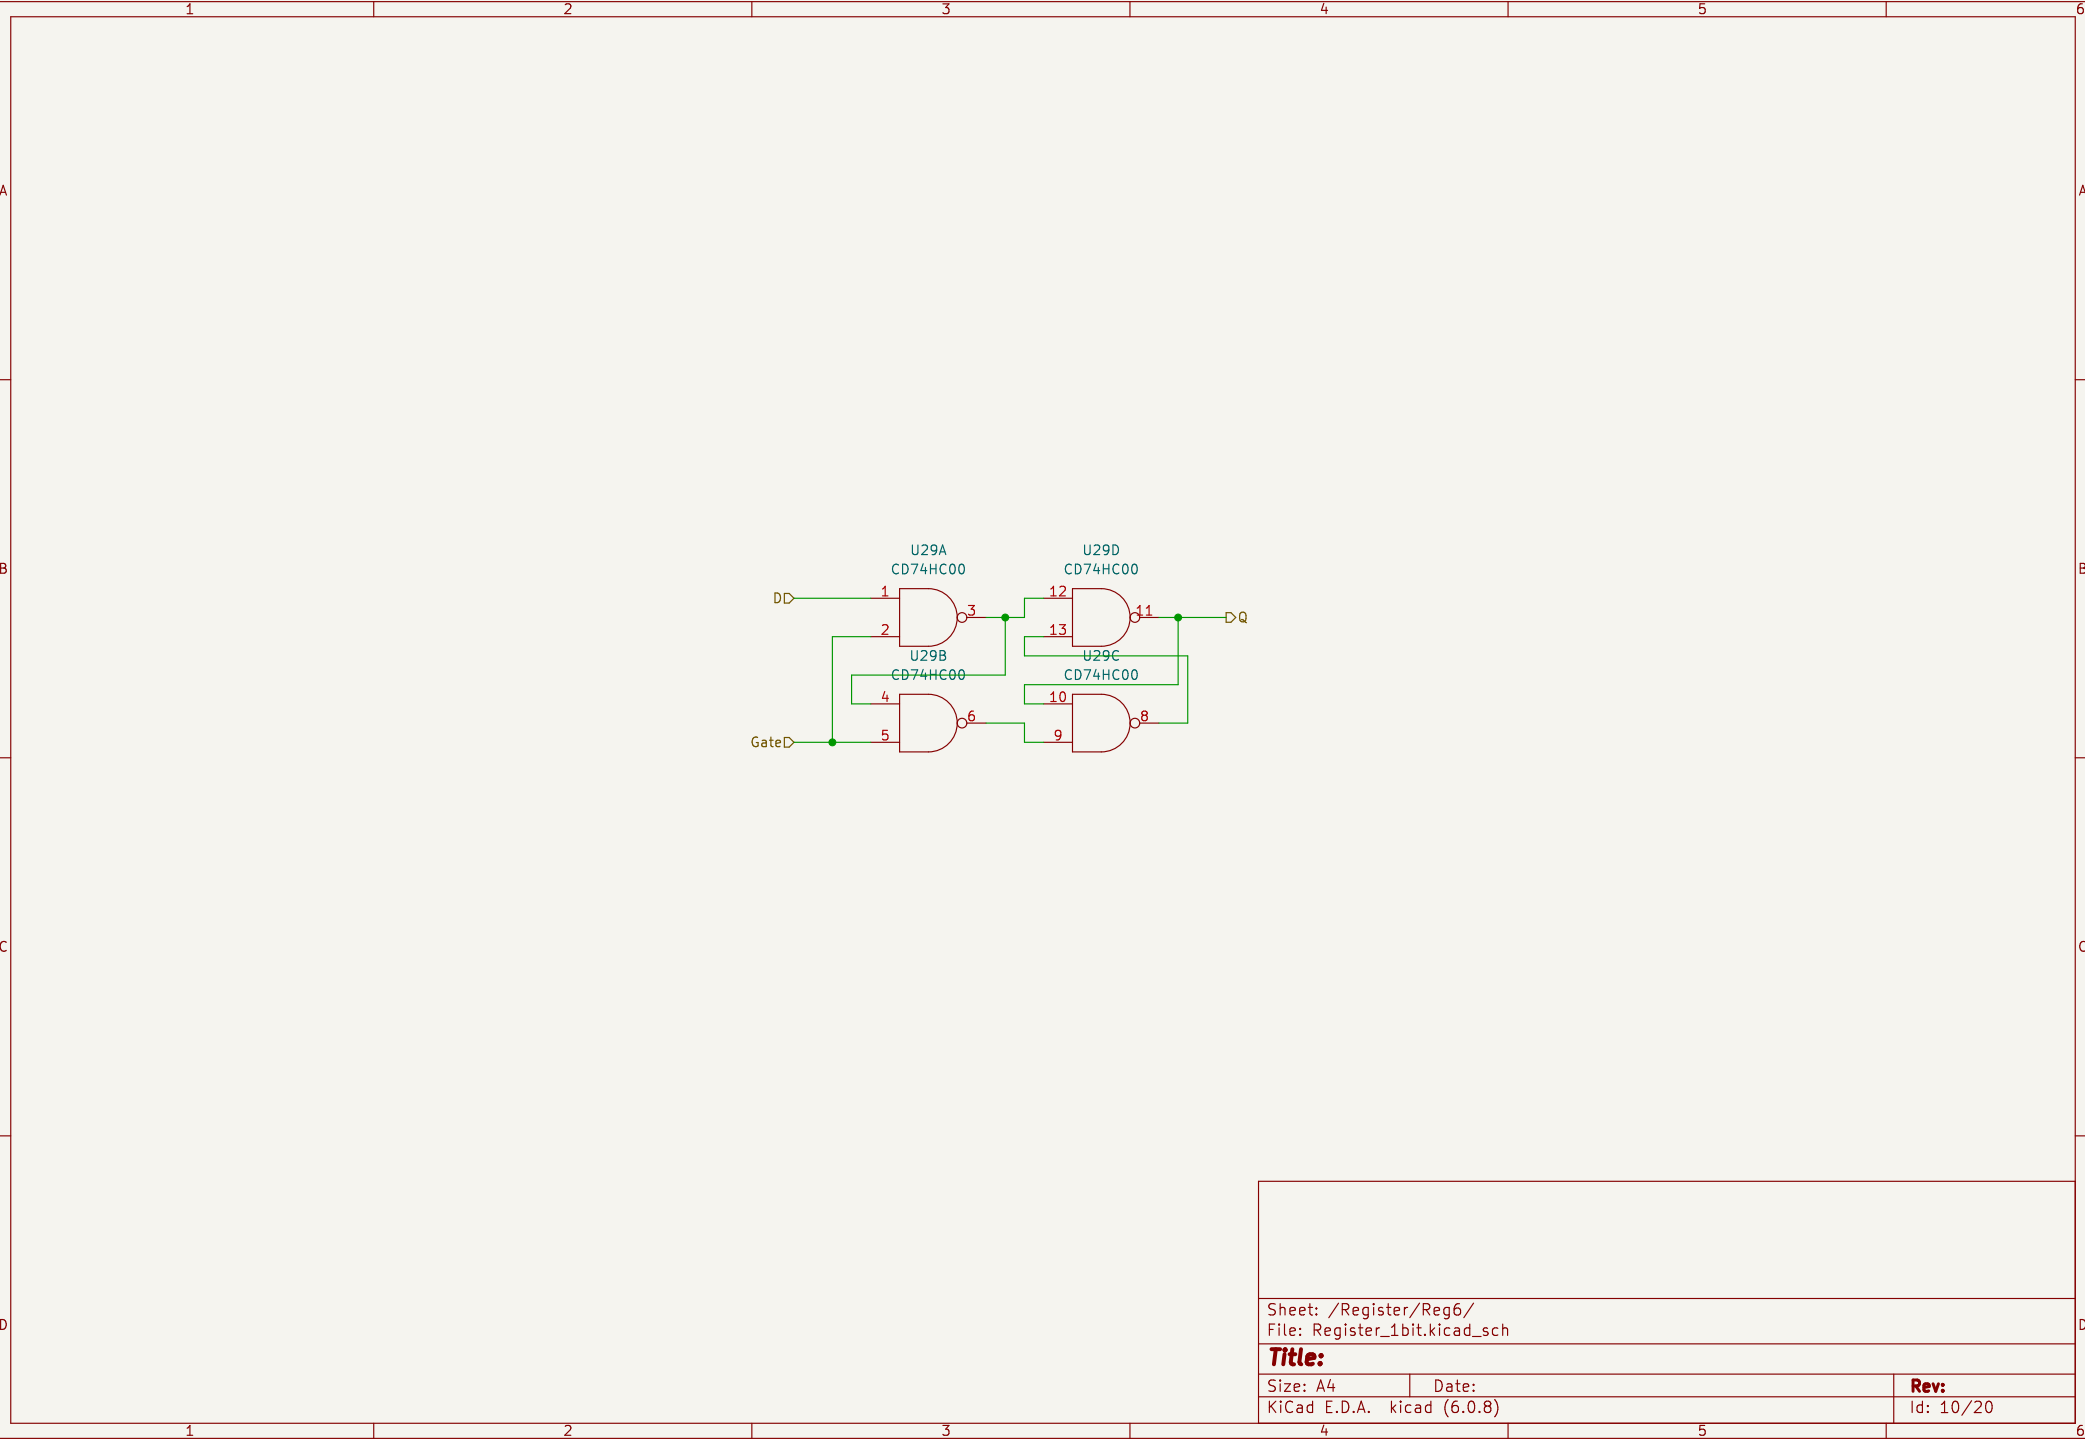 1 2 3 4 5 6
A A
U29A U29D
CD74HC00 CD74HC00
B B
D 1 3 12 11 Q
2 13
U29B U29C
CD74HC00 CD74HC00
4 6 10 8
Gate 5 9
C C
Sheet: /Register/Reg6/
File: Register_1bit.kicad_sch
D D
Title:
Size: A4 Date: Rev:
KiCad E.D.A. kicad (6.0.8) Id: 10/20
1 2 3 4 5 6